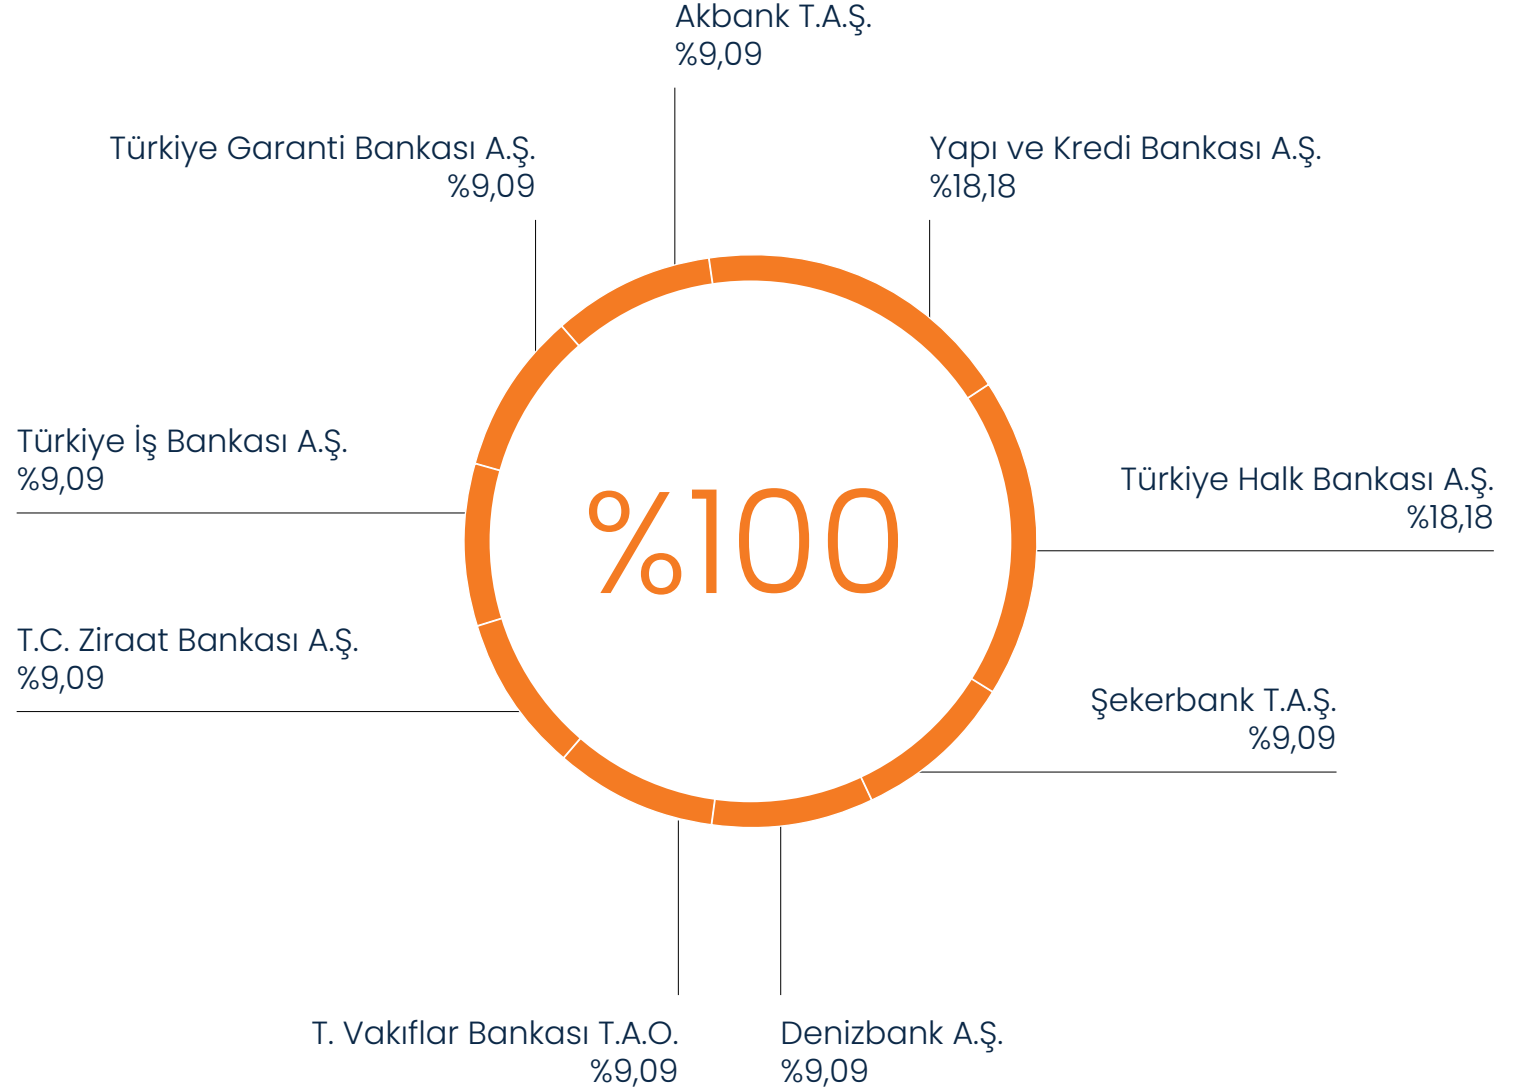 Akbank T.A.Ş.
%9,09
Türkiye Garanti Bankası A.Ş.
%9,09
Yapı ve Kredi Bankası A.Ş.
%18,18
Türkiye İş Bankası A.Ş.
%9,09
Türkiye Halk Bankası A.Ş.
%18,18
%100
T.C. Ziraat Bankası A.Ş.
%9,09
Şekerbank T.A.Ş.
%9,09
T. Vakıflar Bankası T.A.O.
%9,09
Denizbank A.Ş.
%9,09